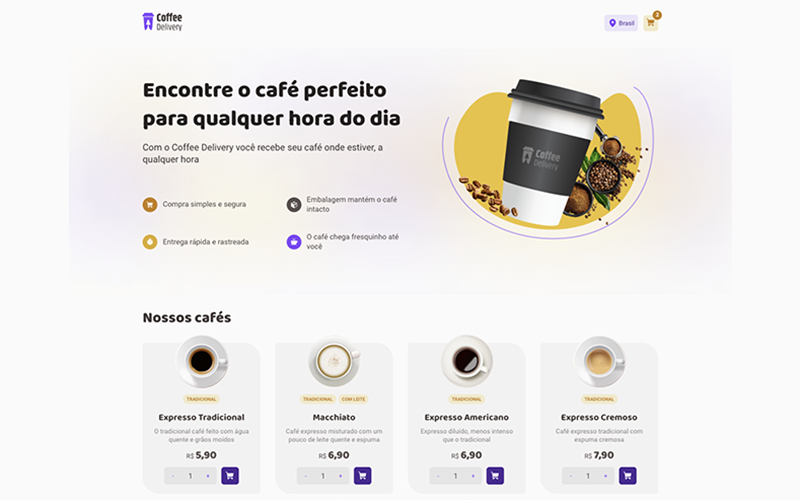 Coffee
Delivery
Brasil
2
Encontre o café perfeito
para qualquer hora do dia
Com o Coffee Delivery você recebe seu café onde estiver, a
qualquer hora
Compra simples e segura
Embalagem mantém o café
intacto
Entrega rápida e rastreada
O café chega fresquinho até
você
Coffee
Delivery
Nossos cafés
TRADICIONAL
Expresso Tradicional
O tradicional café feito com água
quente e grãos moídos
R$ 5,90
- 1 +
TRADICIONAL COM LEITE
Macchiato
Café expresso misturado com um
pouco de leite quente e espuma
R$ 6,90
- 1 +
TRADICIONAL
Expresso Americano
Expresso diluído, menos intenso
que o tradicional
R$ 6,90
- 1 +
TRADICIONAL
Expresso Cremoso
Café expresso tradicional com
espuma cremosa
R$ 7,90
- 1 +